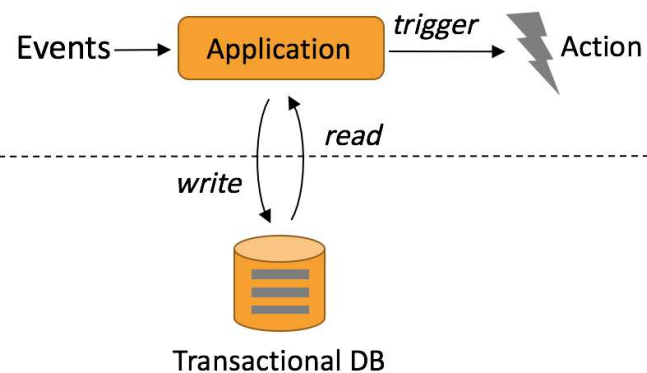 Events
Application
trigger
Action
read
write
Transactional DB